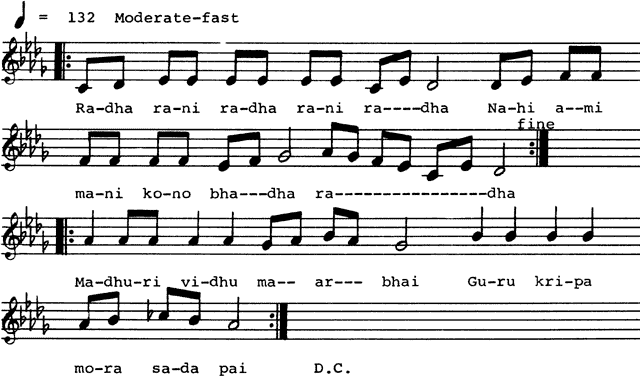 ♩ = 132 Moderate-fast
Ra-dha ra-ni ra-dha ra-ni ra----dha Na-hi a--mi
fine
ma-ni ko-no bha---dha ra----------------dha
Ma-dhu-ri vi-dhu ma-- ar--- bhai Gu-ru kri-pa
mo-ra sa-da pai D.C.